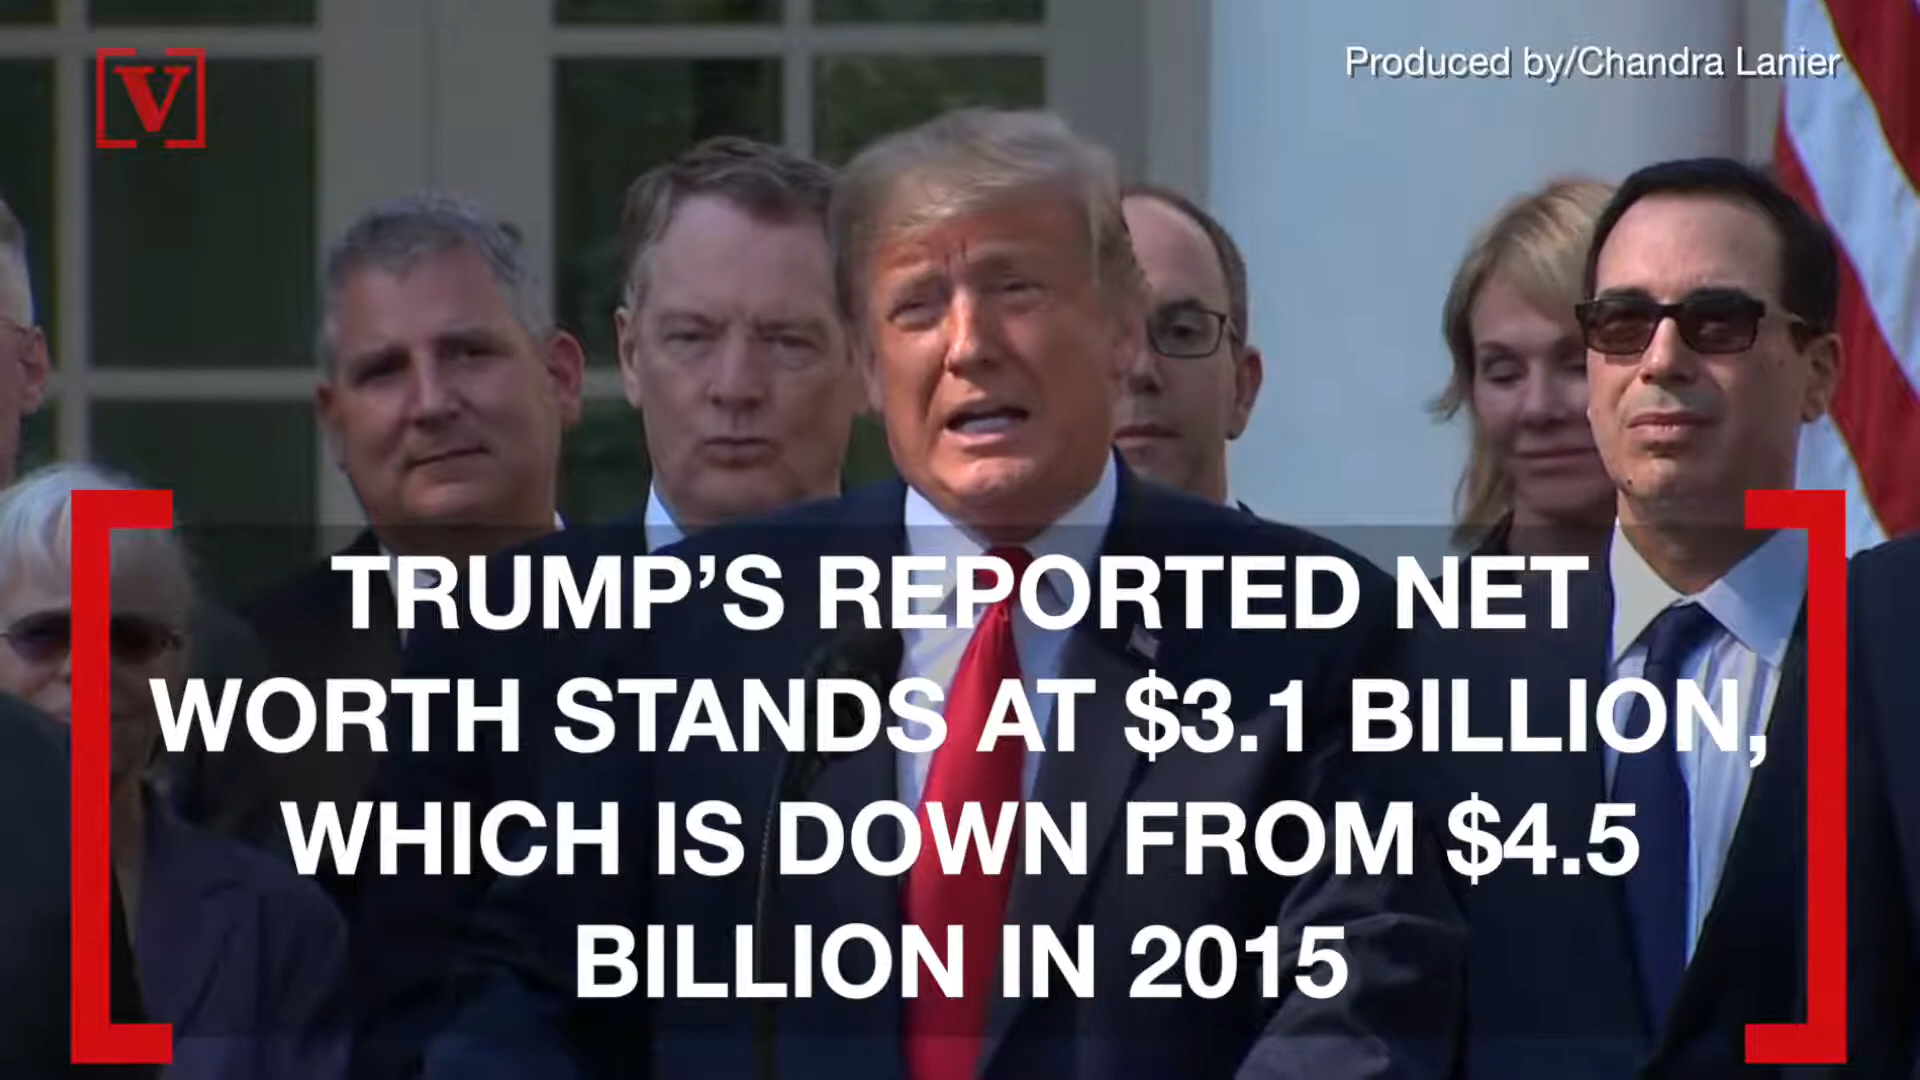 V
Produced by/Chandra Lanier
TRUMP’S REPORTED NET
WORTH STANDS AT $3.1 BILLION,
WHICH IS DOWN FROM $4.5
BILLION IN 2015